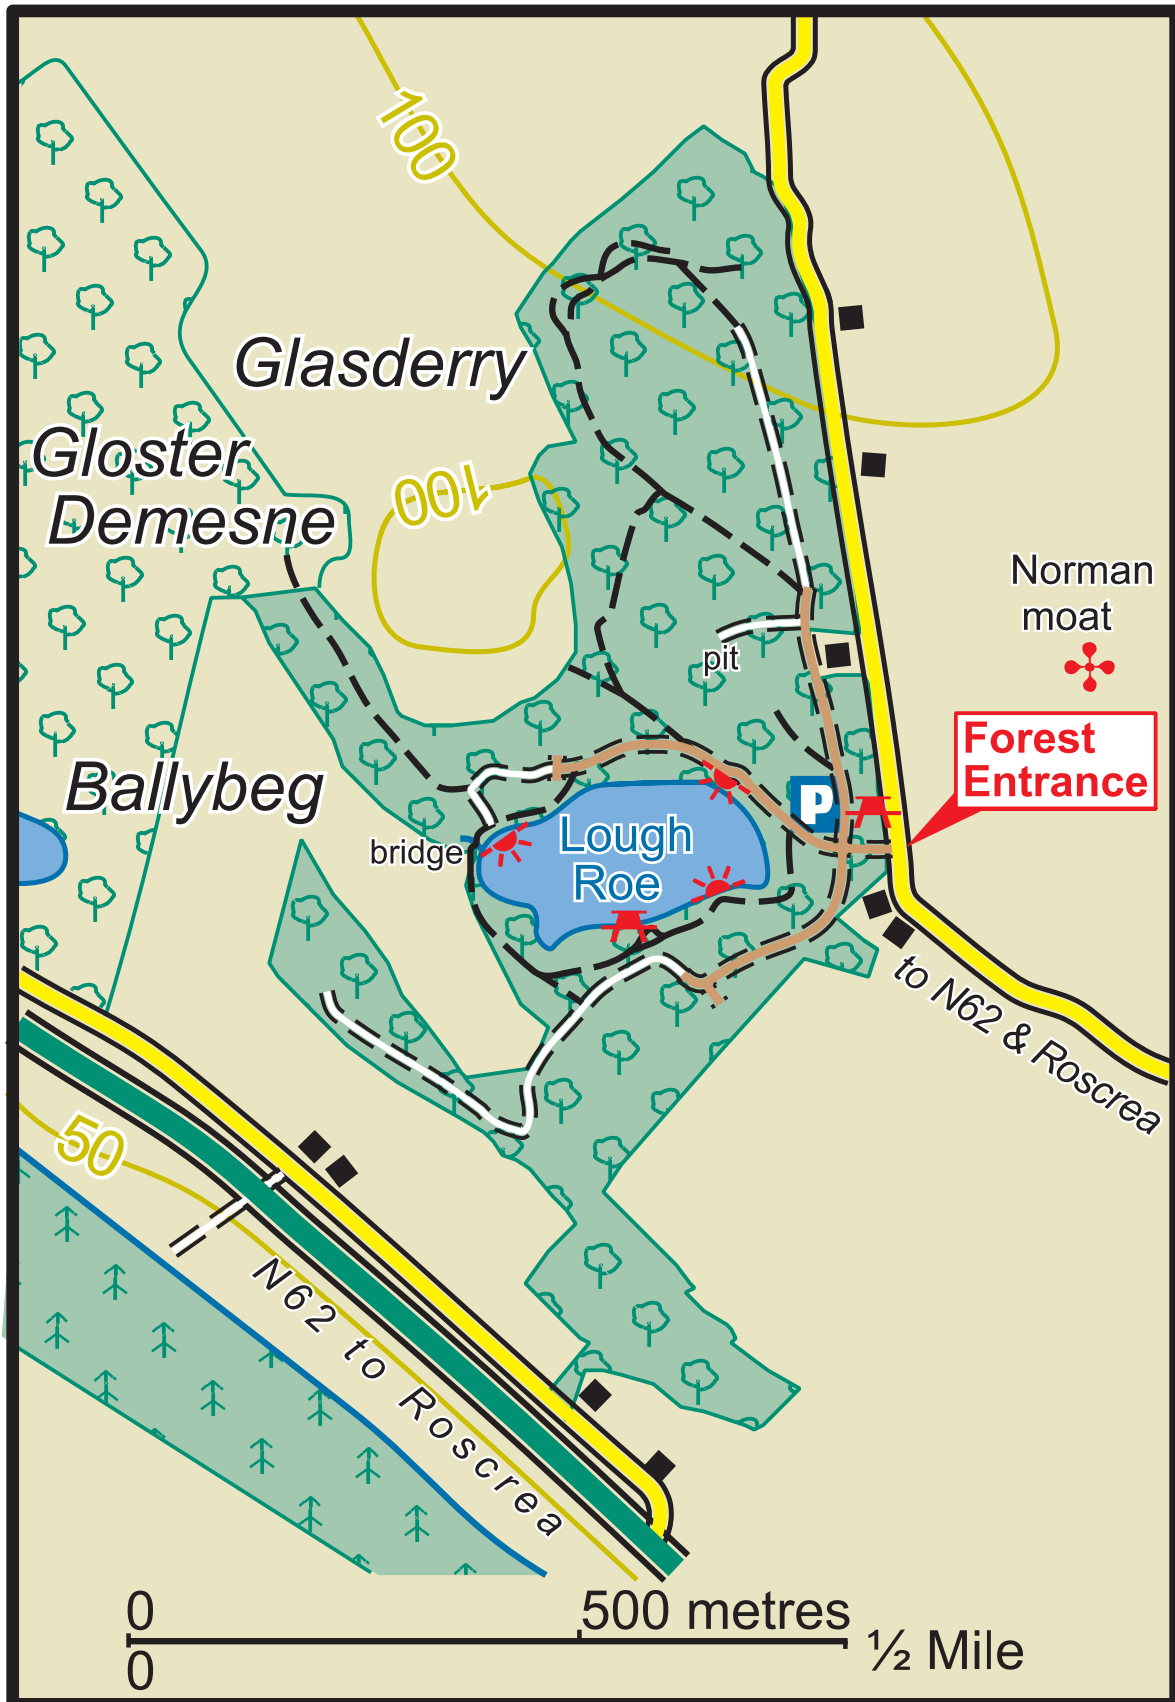 100
Glasderry
Gloster
Demesne
100
Norman
moat
pit
Forest
Entrance
Ballybeg
P
Lough
Roe
bridge
to N62 & Roscrea
50
N62 to Roscrea
0
500 metres
0
½ Mile